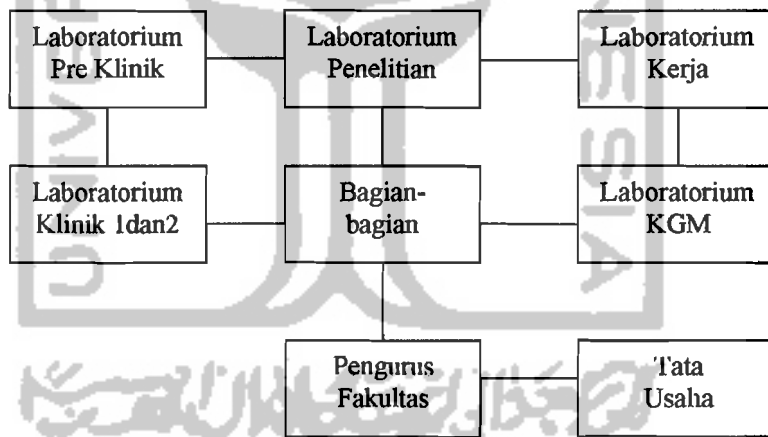 Laboratorium
Pre Klinik
Laboratorium
Penelitian
Laboratorium
Kerja
Laboratorium
Klinik 1dan2
Bagian-
bagian
Laboratorium
KGM
Pengurus
Fakultas
Tata
Usaha